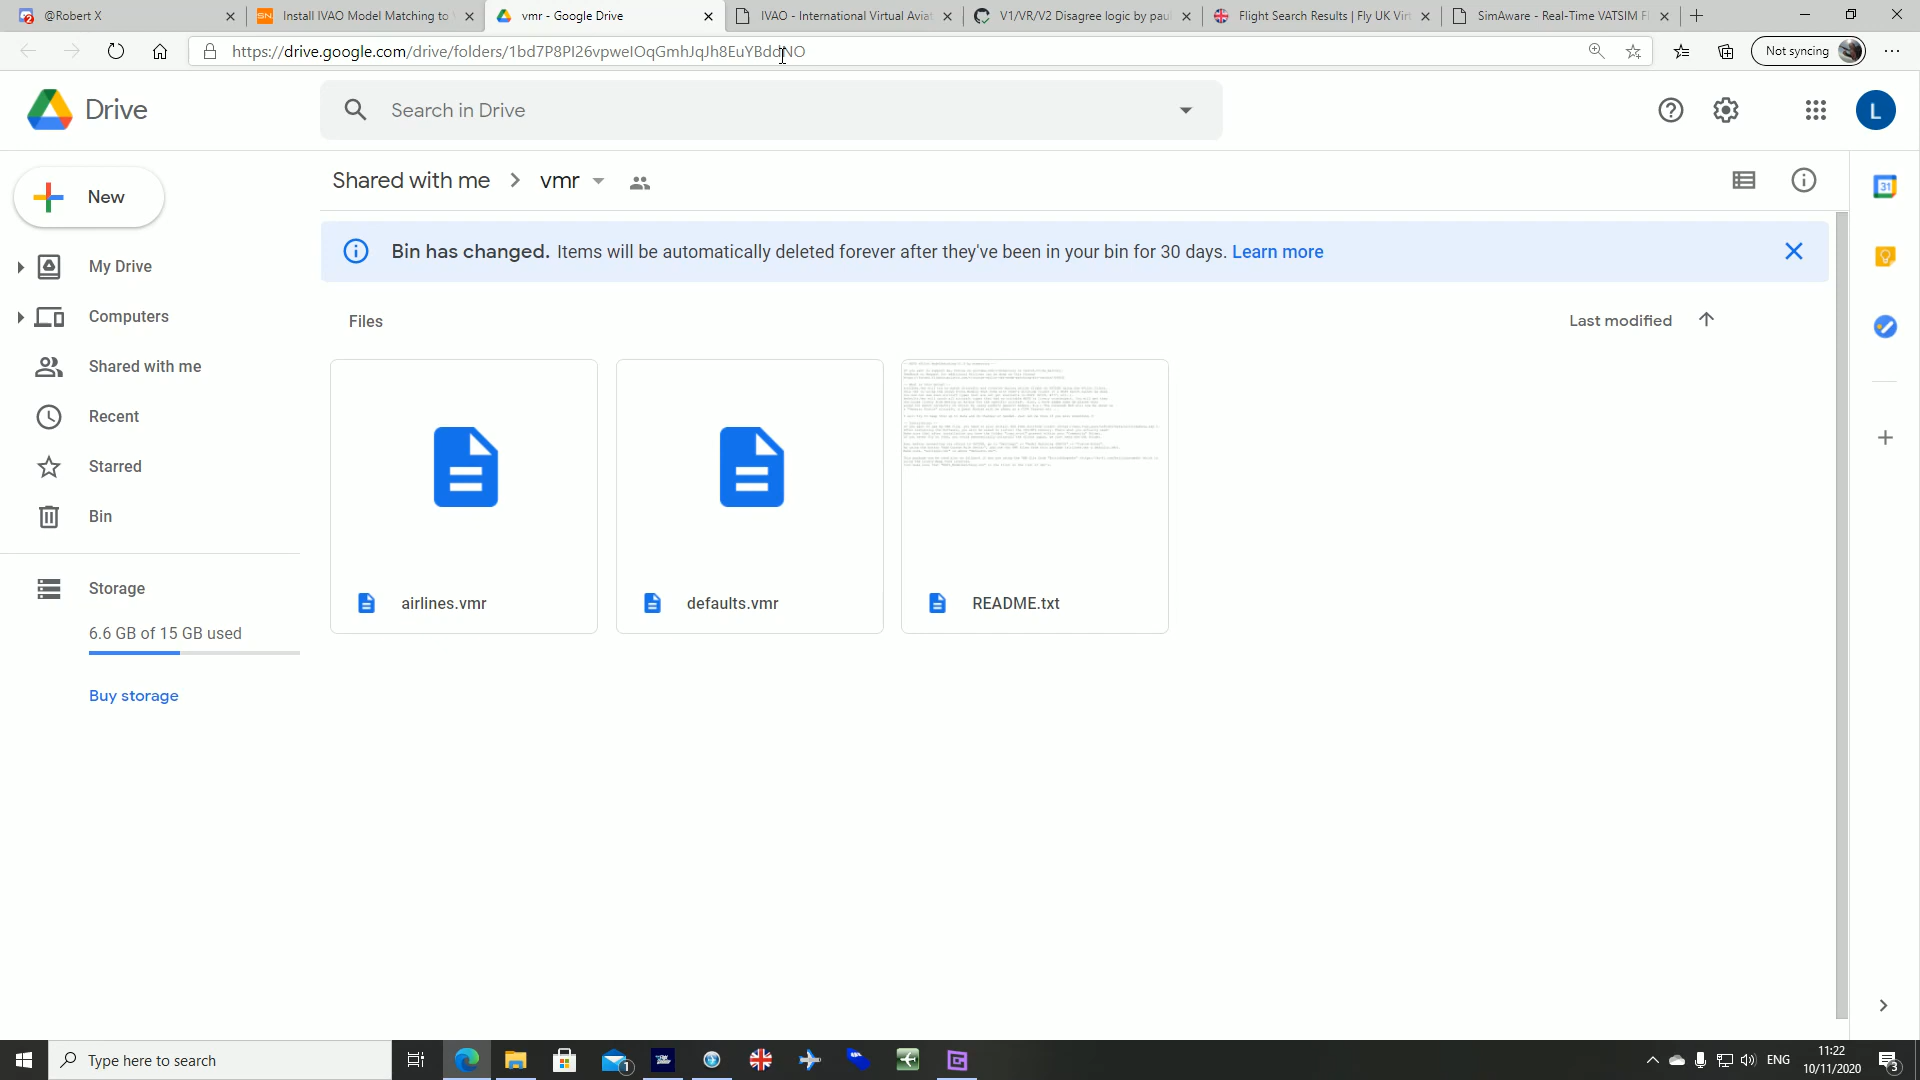 @Robert X
Install IVAO Model Matching to
vmr - Google Drive
IVAO - International Virtual Aviat
V1/VR/V2 Disagree logic by pau
Flight Search Results | Fly UK Virt
SimAware - Real-Time VATSIM Fl
https://drive.google.com/drive/folders/1bd7P8PI26vpweIOqGmhJqJh8EuYBddNO
Not syncing
Drive
Search in Drive
L
New
Shared with me > vmr
Bin has changed. Items will be automatically deleted forever after they've been in your bin for 30 days. Learn more
My Drive
Computers
Shared with me
Recent
Starred
Bin
Storage
6.6 GB of 15 GB used
Buy storage
Files
Last modified
airlines.vmr
defaults.vmr
README.txt
31
Type here to search
1
ENG
11:22
10/11/2020
3